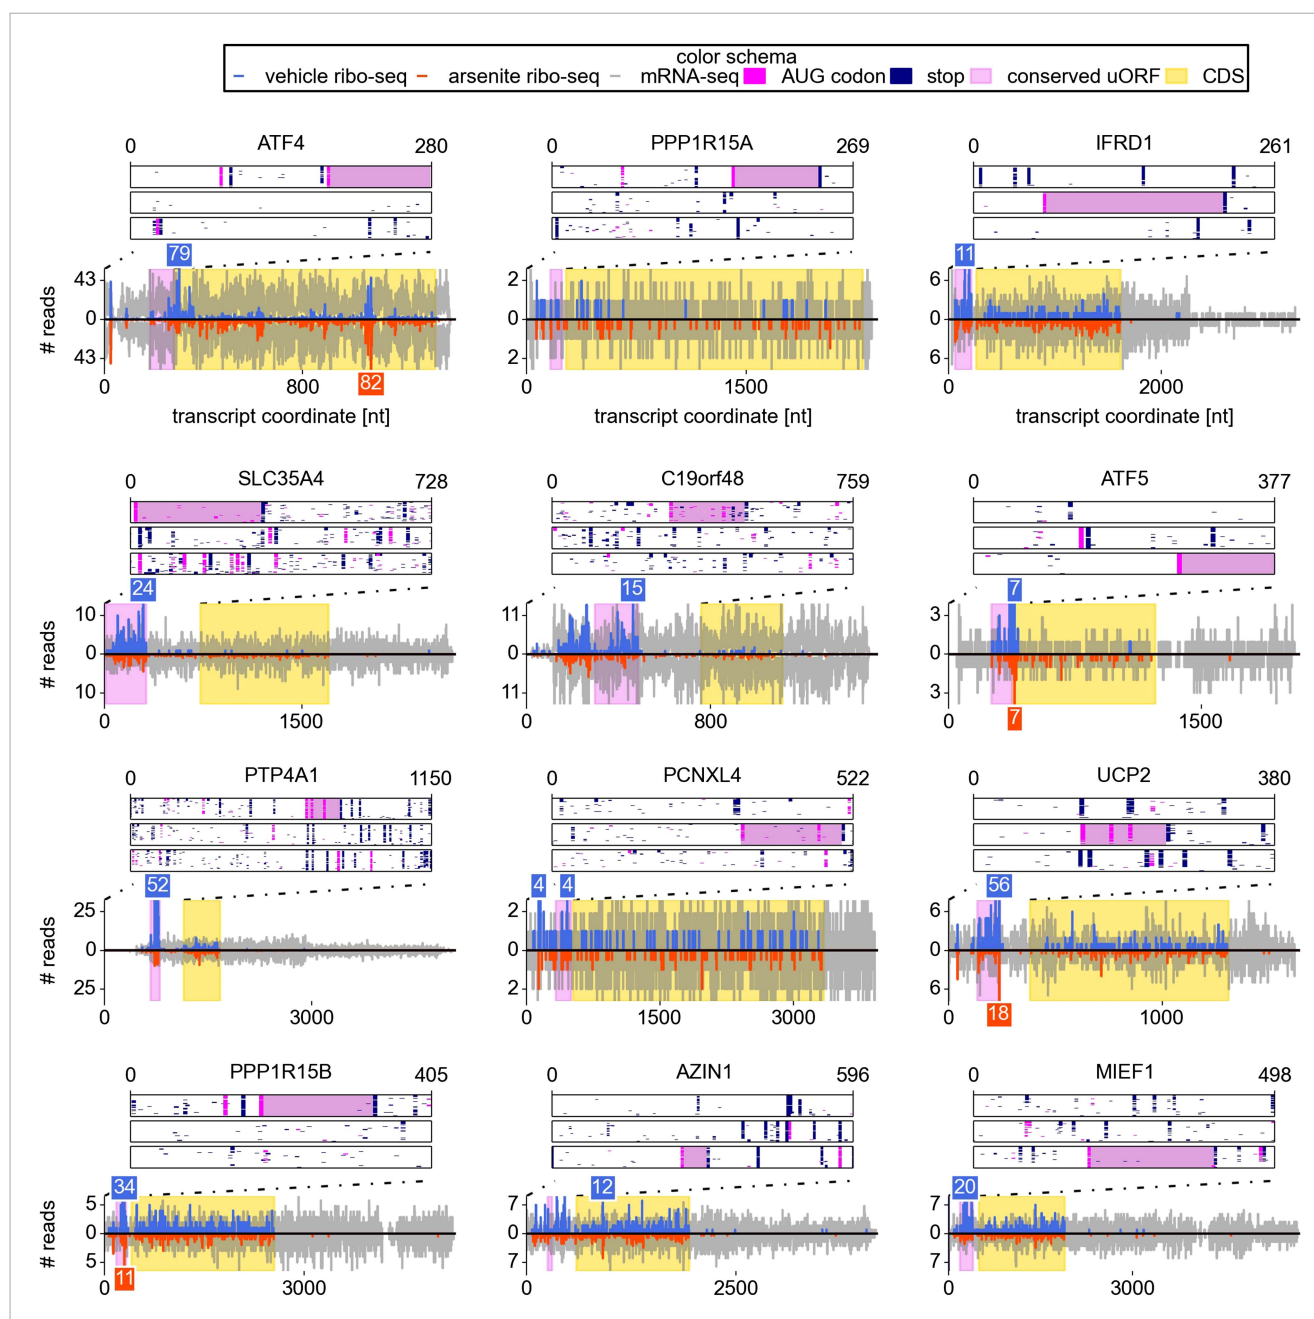 color schema
vehicle ribo-seq arsenite ribo-seq mRNA-seq AUG codon stop conserved uORF CDS
0 ATF4 280 0 PPP1R15A 269 0 IFRD1 261
79 11
43 2 6
# reads 0 0 0
43 2 6
82
0 800 0 1500 0 2000
transcript coordinate [nt] transcript coordinate [nt] transcript coordinate [nt]
0 SLC35A4 728 0 C19orf48 759 0 ATF5 377
24 15 7
10 11 3
# reads 0 0 0
10 11 3
7
0 1500 0 800 0 1500
0 PTP4A1 1150 0 PCNXL4 522 0 UCP2 380
52 4 4 56
25 2 6
# reads 0 0 0
25 2 6
18
0 3000 0 1500 3000 0 1000
0 PPP1R15B 405 0 AZIN1 596 0 MIEF1 498
34 12 20
5 7 7
# reads 0 0 0
5 7 7
11
0 3000 0 2500 0 3000